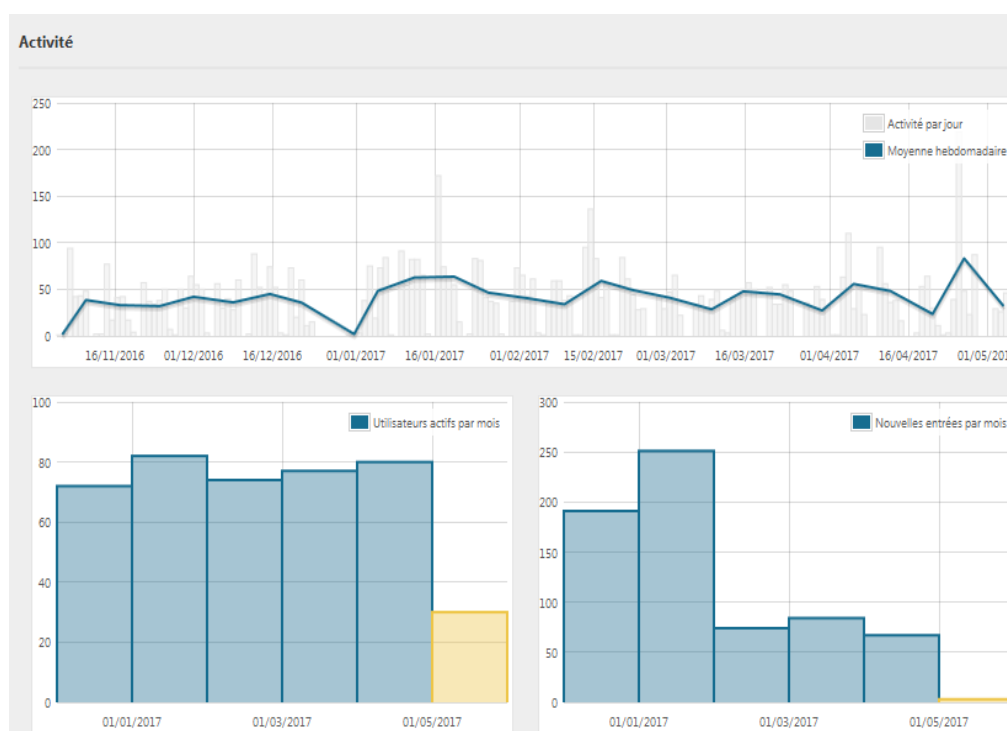 Activité
250
Activité par jour
200
Moyenne hebdomadaire
150
100
50
0
16/11/2016 01/12/2016 16/12/2016 01/01/2017 16/01/2017 01/02/2017 15/02/2017 01/03/2017 16/03/2017 01/04/2017 16/04/2017 01/05/201
100
Utilisateurs actifs par mois
80
60
40
20
0
01/01/2017 01/03/2017 01/05/2017
300
Nouvelles entrées par mois
250
200
150
100
50
0
01/01/2017 01/03/2017 01/05/2017